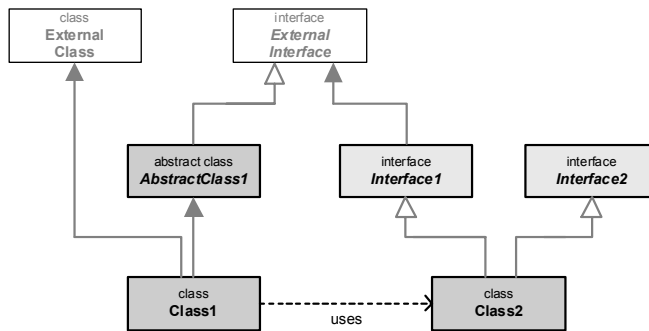 class
External
Class
interface
External
Interface
abstract class
AbstractClass1
interface
Interface1
interface
Interface2
class
Class1
uses
class
Class2